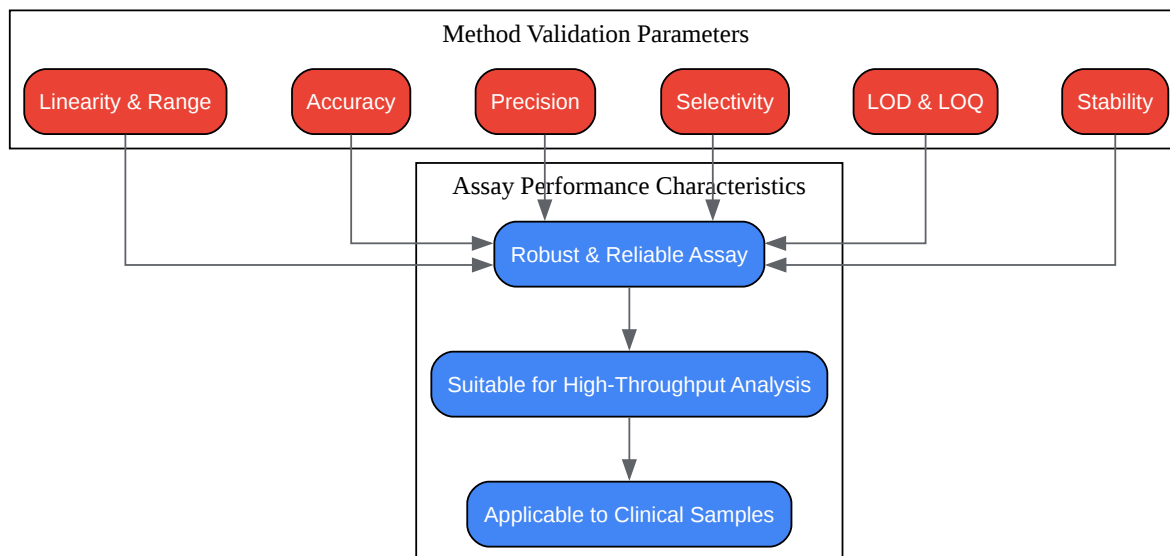 Method Validation Parameters
Linearity & Range
Accuracy
Precision
Selectivity
LOD & LOQ
Stability
Assay Performance Characteristics
Robust & Reliable Assay
Suitable for High-Throughput Analysis
Applicable to Clinical Samples